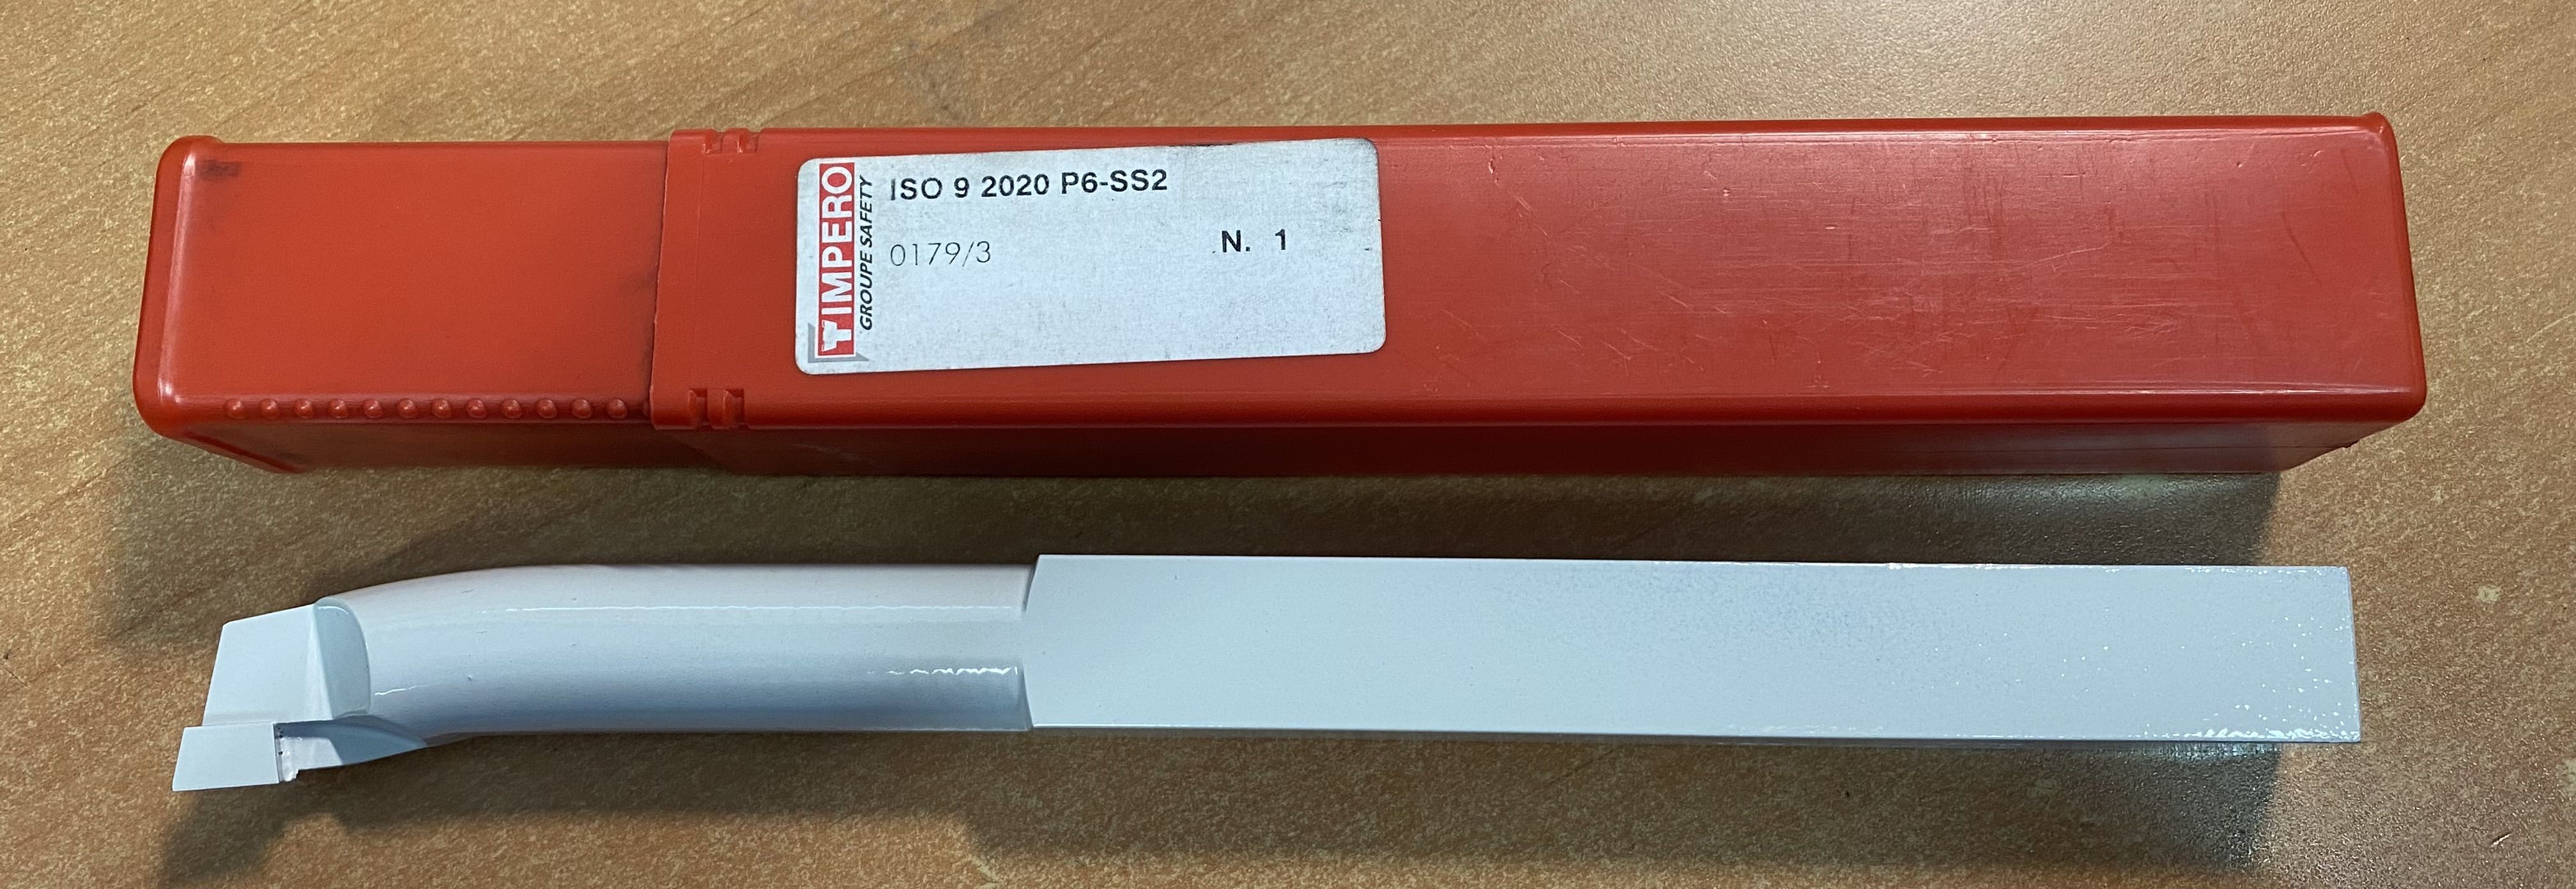 IMPERO
GROUPE SAFETY
ISO 9 2020 P6-SS2
0179/3
N. 1